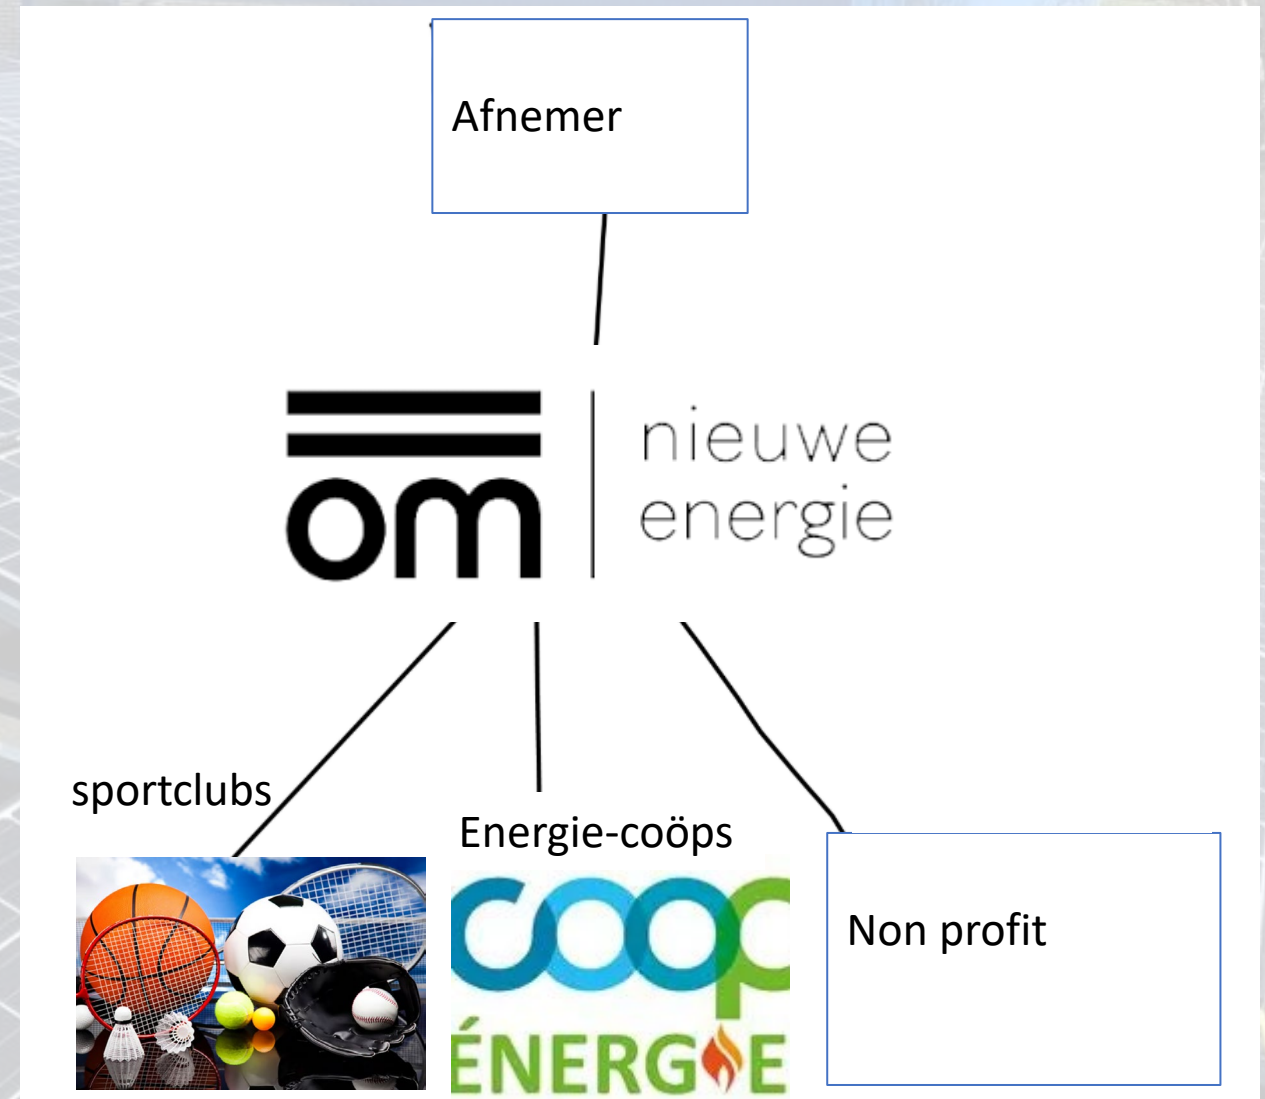 Afnemer
om
nieuwe
energie
sportclubs
Energie-coöps
coop
ÉNERGIE
Non profit